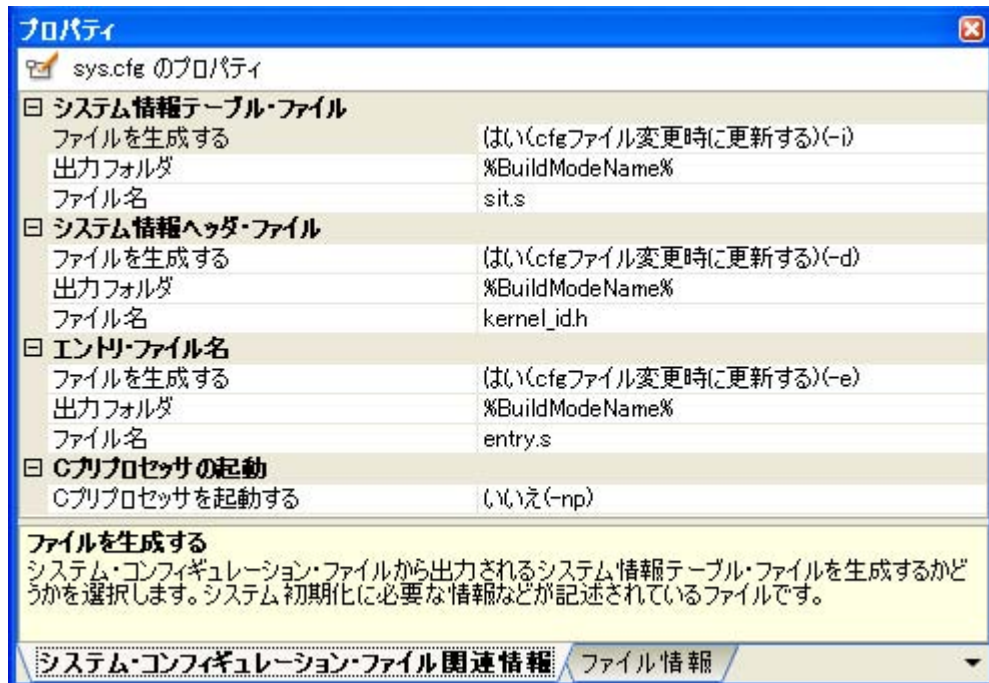 プロパティ
sys.cfg のプロパティ
システム情報テーブル・ファイル
ファイルを生成する はい(cfgファイル変更時に更新する)(-i)
出力フォルダ %BuildModeName%
ファイル名 sit.s
システム情報ヘッダ・ファイル
ファイルを生成する はい(cfgファイル変更時に更新する)(-d)
出力フォルダ %BuildModeName%
ファイル名 kernel_id.h
エントリ・ファイル名
ファイルを生成する はい(cfgファイル変更時に更新する)(-e)
出力フォルダ %BuildModeName%
ファイル名 entry.s
Cプリプロセッサの起動
Cプリプロセッサを起動する いいえ(-np)
ファイルを生成する
システム・コンフィギュレーション・ファイルから出力されるシステム情報テーブル・ファイルを生成するかど
うかを選択します。システム初期化に必要な情報などが記述されているファイルです。
システム・コンフィギュレーション・ファイル関連情報 ファイル情報